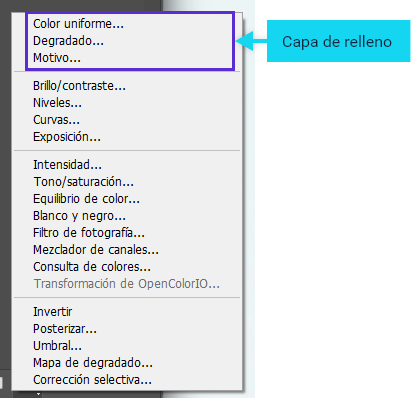 Color uniforme...
Degradado...
Motivo...
Capa de relleno
Brillo/contraste...
Niveles...
Curvas...
Exposición...
Intensidad...
Tono/saturación...
Equilibrio de color...
Blanco y negro...
Filtro de fotografía...
Mezclador de canales...
Consulta de colores...
Transformación de OpenColorIO...
Invertir
Posterizar...
Umbral...
Mapa de degradado...
Corrección selectiva...